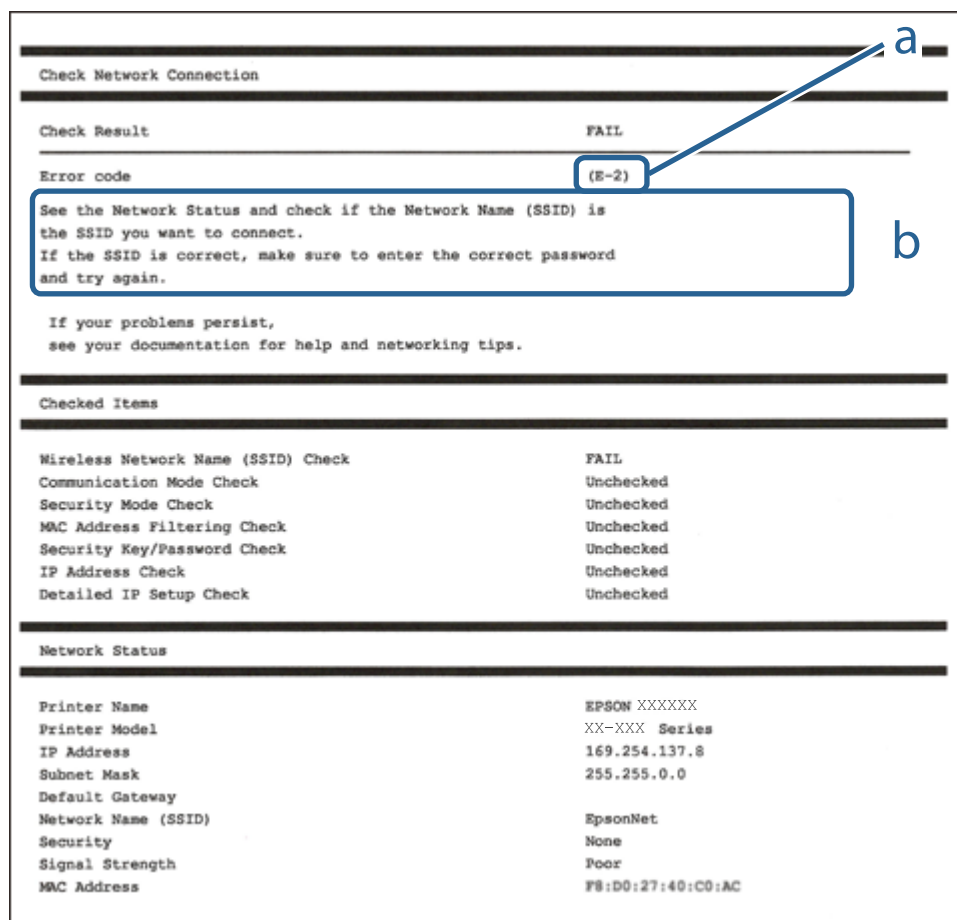 a
Check Network Connection
Check Result FAIL
Error code (E-2)
See the Network Status and check if the Network Name (SSID) is
the SSID you want to connect.
If the SSID is correct, make sure to enter the correct password
and try again.
b
If your problems persist,
see your documentation for help and networking tips.
Checked Items
Wireless Network Name (SSID) Check FAIL
Communication Mode Check Unchecked
Security Mode Check Unchecked
MAC Address Filtering Check Unchecked
Security Key/Password Check Unchecked
IP Address Check Unchecked
Detailed IP Setup Check Unchecked
Network Status
Printer Name EPSON XXXXXX
Printer Model XX-XXX Series
IP Address 169.254.137.8
Subnet Mask 255.255.0.0
Default Gateway
Network Name (SSID) EpsonNet
Security None
Signal Strength Poor
MAC Address F8:D0:27:40:C0:AC